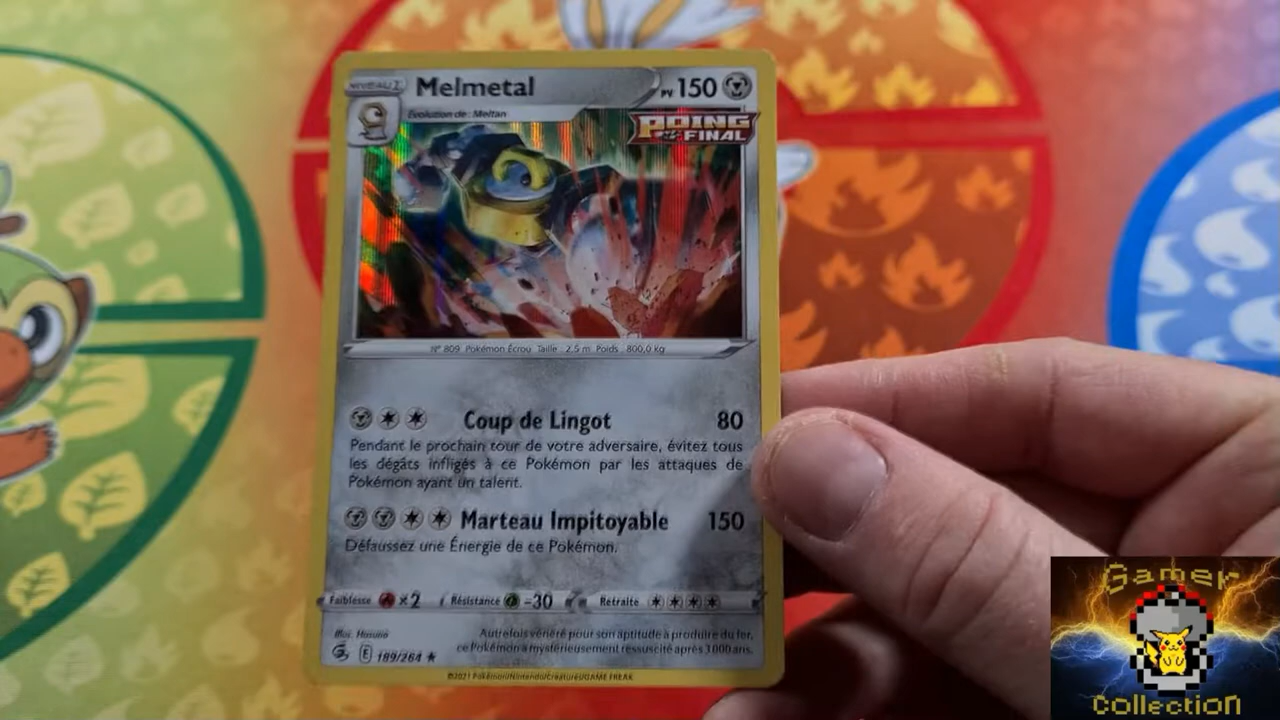 NIVEAU 2 Melmetal PV 150
Évolution de : Meltan
POING
FINAL
N° 809 Pokémon Écrou Taille : 2,5 m Poids : 800,0 kg
Coup de Lingot 80
Pendant le prochain tour de votre adversaire, évitez tous
les dégâts infligés à ce Pokémon par les attaques de
Pokémon ayant un talent.
Marteau Impitoyable 150
Défaussez une Énergie de ce Pokémon.
Faiblesse ×2 Résistance -30 Retraite
Illus. Hasuno
Autrefois vénéré pour son aptitude à produire du fer,
ce Pokémon a mystérieusement ressuscité après 3 000 ans.
E 189/264 ★
©2021 Pokémon/Nintendo/Creatures/GAME FREAK
Gamer
Collection